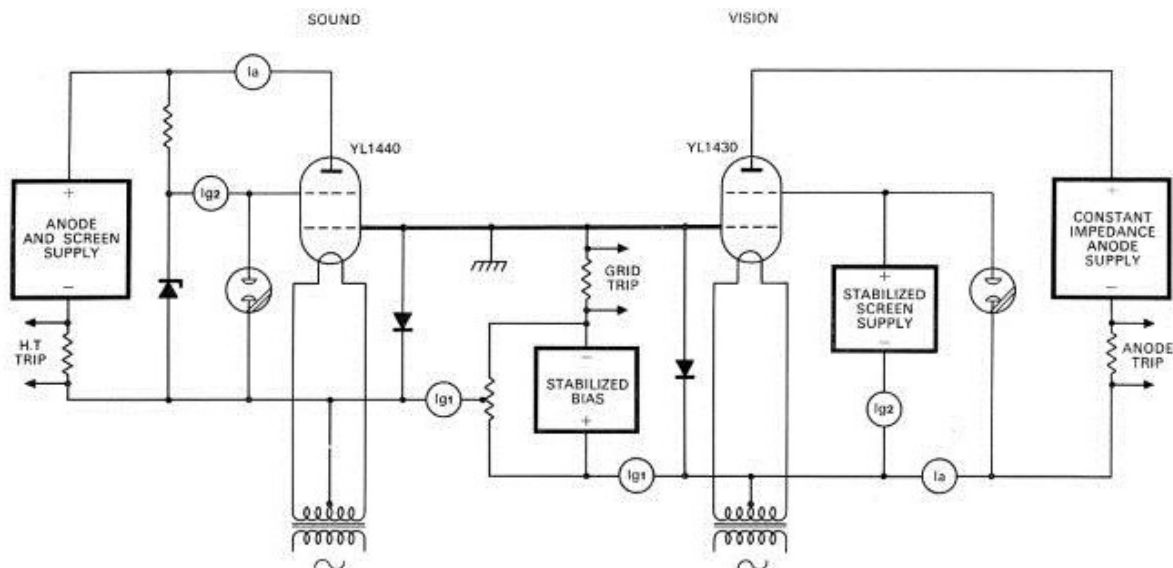 SOUND
VISION
Ia
YL1440
YL1430
Ig2
+
ANODE
AND SCREEN
SUPPLY
−
H.T
TRIP
GRID
TRIP
Ig1
−
STABILIZED
BIAS
+
Ig1
+
STABILIZED
SCREEN
SUPPLY
−
Ig2
Ia
+
CONSTANT
IMPEDANCE
ANODE
SUPPLY
−
ANODE
TRIP